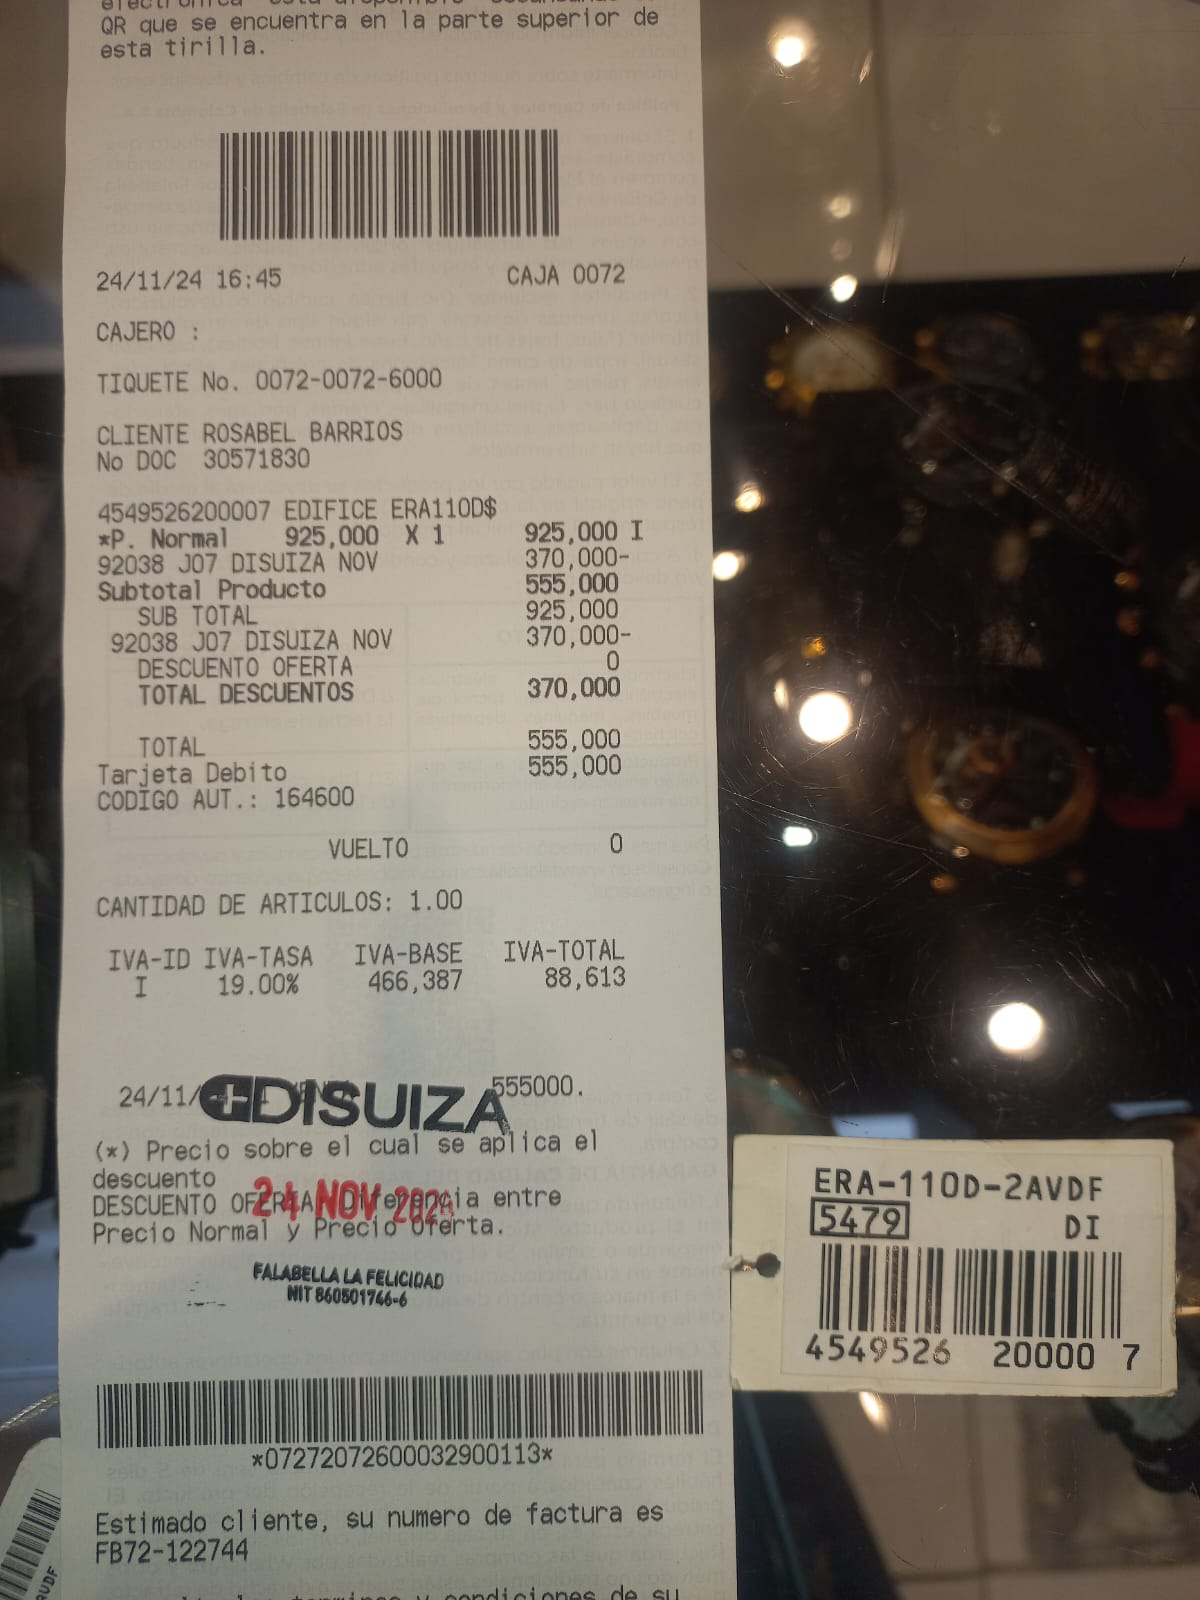 QR que se encuentra en la parte superior de
esta tirilla.
24/11/24 16:45 CAJA 0072
CAJERO :
TIQUETE No. 0072-0072-6000
CLIENTE ROSABEL BARRIOS
No DOC 30571830
4549526200007 EDIFICE ERA110D$
*P. Normal 925,000 X 1 925,000 I
92038 J07 DISUIZA NOV 370,000-
Subtotal Producto 555,000
SUB TOTAL 925,000
92038 J07 DISUIZA NOV 370,000-
DESCUENTO OFERTA 0
TOTAL DESCUENTOS 370,000
TOTAL 555,000
Tarjeta Debito 555,000
CODIGO AUT.: 164600
VUELTO 0
CANTIDAD DE ARTICULOS: 1.00
IVA-ID IVA-TASA IVA-BASE IVA-TOTAL
I 19.00% 466,387 88,613
24/11/ DISUIZA 555000.
(*) Precio sobre el cual se aplica el
descuento
24 NOV 2024
DESCUENTO OFERTA Diferencia entre
Precio Normal y Precio Oferta.
FALABELLA LA FELICIDAD
NIT 860501746-6
*07272072600032900113*
Estimado cliente, su numero de factura es
FB72-122744
condiciones de su
ERA-110D-2AVDF
5479 DI
4549526 20000 7